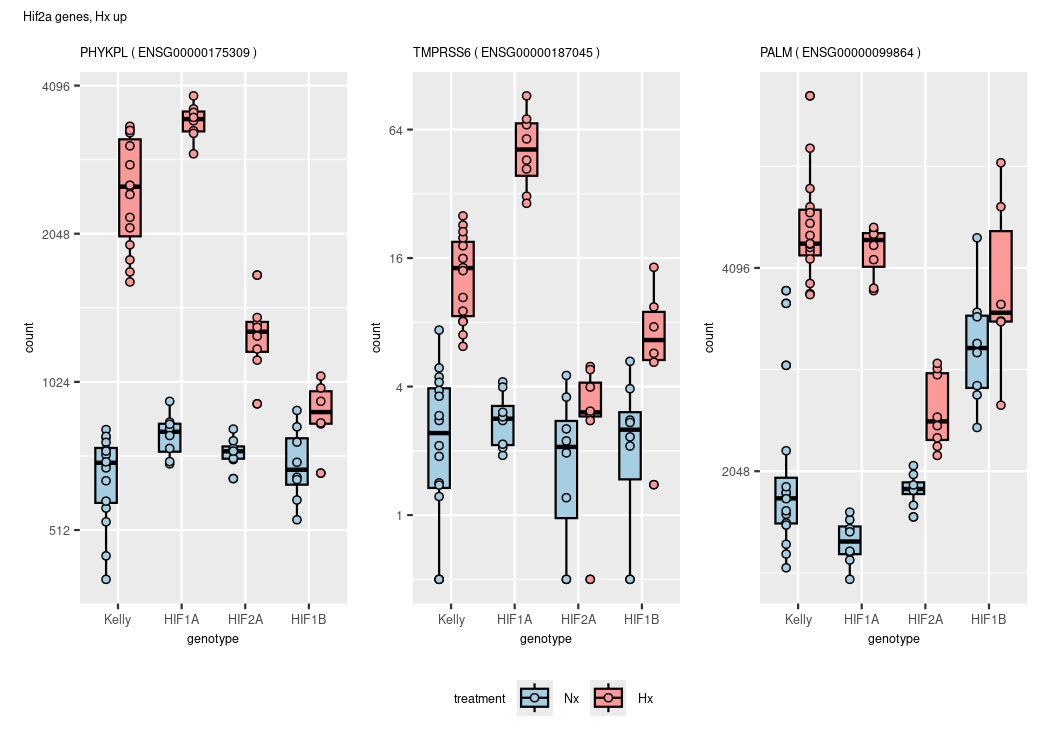 Hif2a genes, Hx up
PHYKPL ( ENSG00000175309 )
TMPRSS6 ( ENSG00000187045 )
PALM ( ENSG00000099864 )
count
4096
2048
1024
512
Kelly
HIF1A
HIF2A
HIF1B
genotype
count
64
16
4
1
Kelly
HIF1A
HIF2A
HIF1B
genotype
count
4096
2048
Kelly
HIF1A
HIF2A
HIF1B
genotype
treatment
Nx
Hx